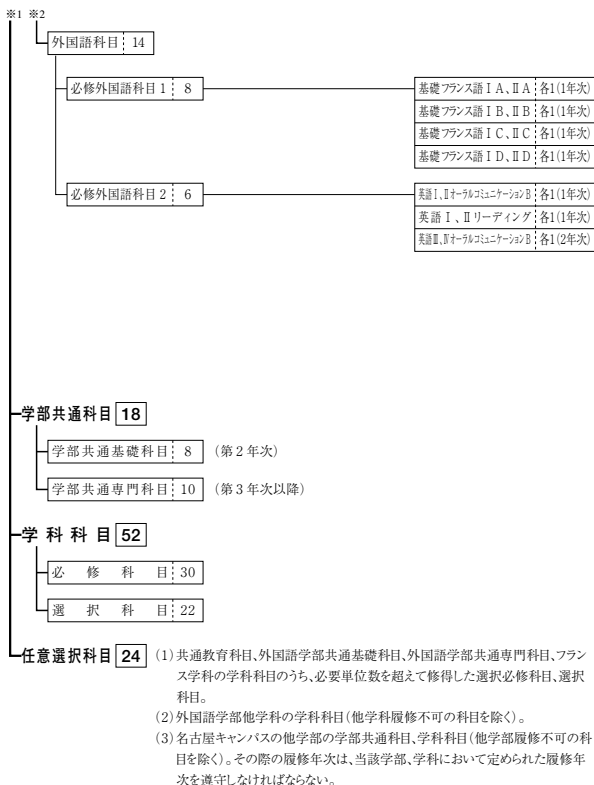 ※1 ※2
外国語科目 14
必修外国語科目1 8
基礎フランス語ⅠA、ⅡA 各1(1年次)
基礎フランス語ⅠB、ⅡB 各1(1年次)
基礎フランス語ⅠC、ⅡC 各1(1年次)
基礎フランス語ⅠD、ⅡD 各1(1年次)
必修外国語科目2 6
英語Ⅰ、ⅡオーラルコミュニケーションB 各1(1年次)
英語Ⅰ、Ⅱリーディング 各1(1年次)
英語Ⅲ、ⅣオーラルコミュニケーションB 各1(2年次)
学部共通科目 18
学部共通基礎科目 8 (第2年次)
学部共通専門科目 10 (第3年次以降)
学科科目 52
必修科目 30
選択科目 22
任意選択科目 24 (1)共通教育科目、外国語学部共通基礎科目、外国語学部共通専門科目、フラン
ス学科の学科科目のうち、必要単位数を超えて修得した選択必修科目、選択
科目。
(2)外国語学部他学科の学科科目(他学科履修不可の科目を除く)。
(3)名古屋キャンパスの他学部の学部共通科目、学科科目(他学部履修不可の科
目を除く)。その際の履修年次は、当該学部、学科において定められた履修年
次を遵守しなければならない。